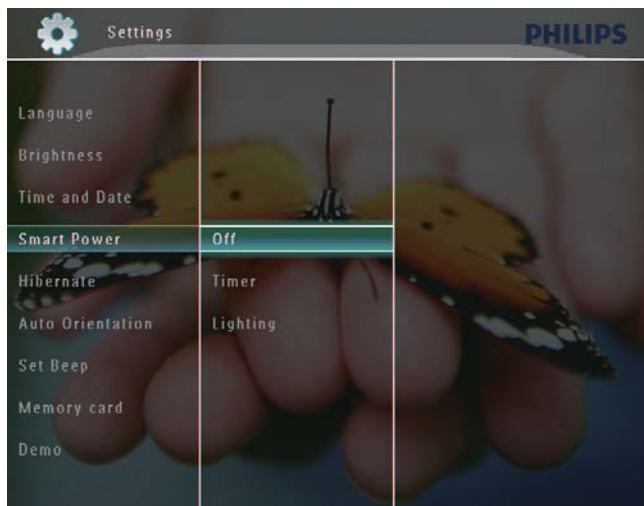 Settings
PHILIPS
Language
Brightness
Time and Date
Smart Power
Off
Hibernate
Timer
Auto Orientation
Lighting
Set Beep
Memory card
Demo